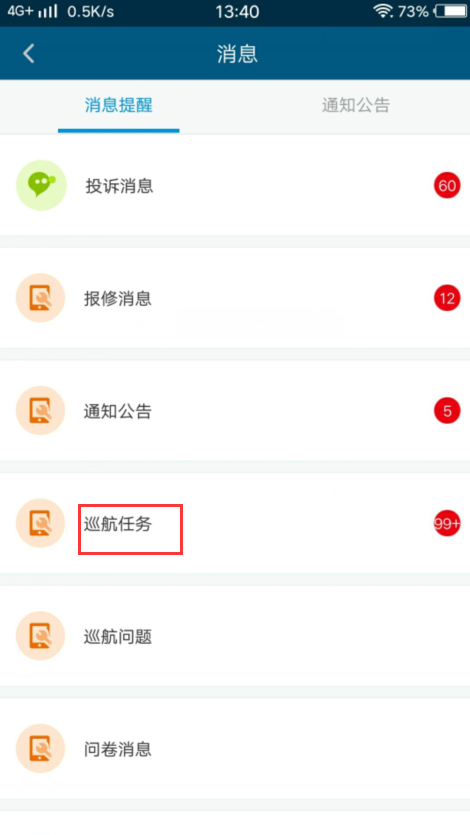 4G+ 0.5K/s 13:40 73%
消息
消息提醒 通知公告
投诉消息 60
报修消息 12
通知公告 5
巡航任务 99+
巡航问题
问卷消息